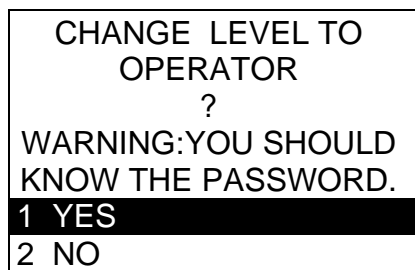 CHANGE LEVEL TO
OPERATOR
?
WARNING:YOU SHOULD
KNOW THE PASSWORD.
1 YES
2 NO